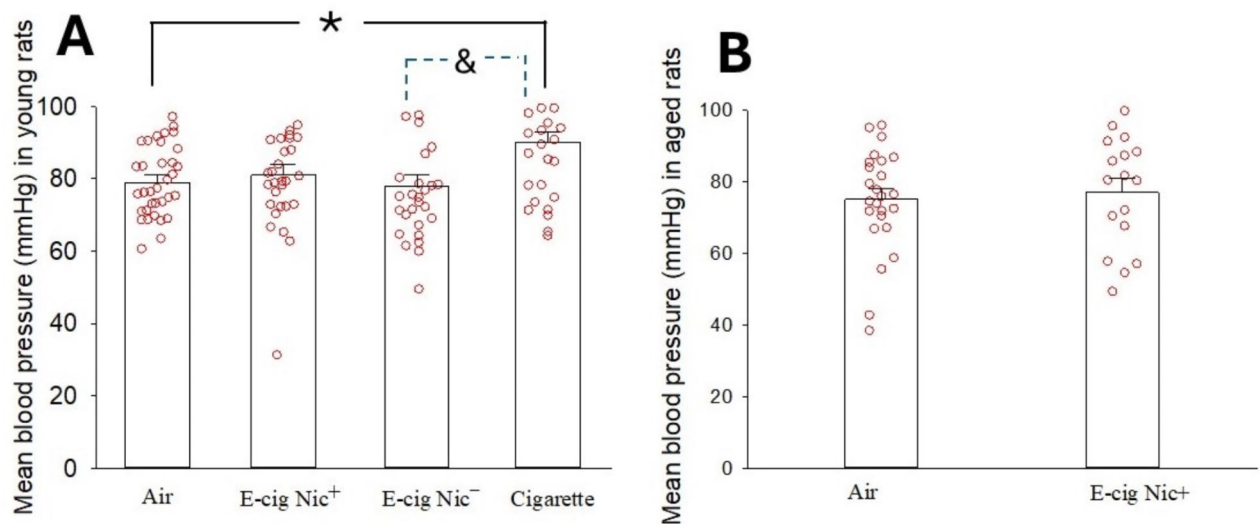 A
*
&
Mean blood pressure (mmHg) in young rats
100
80
60
40
20
0
Air
E-cig Nic⁺
E-cig Nic⁻
Cigarette
B
Mean blood pressure (mmHg) in aged rats
100
80
60
40
20
0
Air
E-cig Nic+